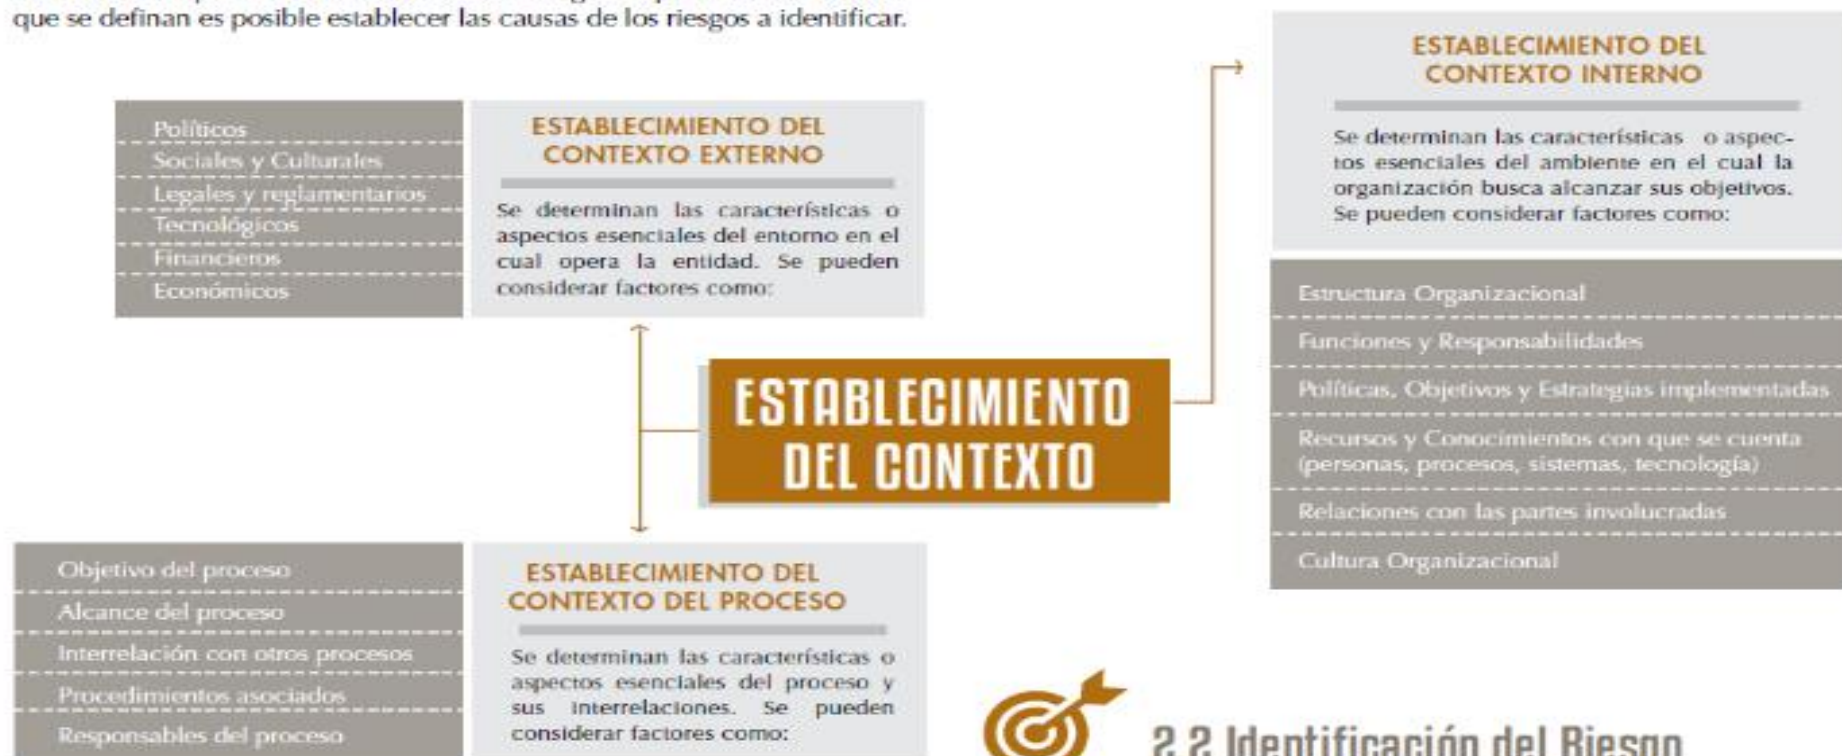 que se definan es posible establecer las causas de los riesgos a identificar.
Políticos
Sociales y Culturales
Legales y reglamentarios
Tecnológicos
Financieros
Económicos
ESTABLECIMIENTO DEL
CONTEXTO EXTERNO
Se determinan las características o
aspectos esenciales del entorno en el
cual opera la entidad. Se pueden
considerar factores como:
ESTABLECIMIENTO DEL
CONTEXTO INTERNO
Se determinan las características o aspec-
tos esenciales del ambiente en el cual la
organización busca alcanzar sus objetivos.
Se pueden considerar factores como:
Estructura Organizacional
Funciones y Responsabilidades
Políticas, Objetivos y Estrategias implementadas
Recursos y Conocimientos con que se cuenta
(personas, procesos, sistemas, tecnología)
Relaciones con las partes involucradas
Cultura Organizacional
ESTABLECIMIENTO
DEL CONTEXTO
Objetivo del proceso
Alcance del proceso
Interrelación con otros procesos
Procedimientos asociados
Responsables del proceso
ESTABLECIMIENTO DEL
CONTEXTO DEL PROCESO
Se determinan las características o
aspectos esenciales del proceso y
sus interrelaciones. Se pueden
considerar factores como:
2.2 Identificación del Riesgo